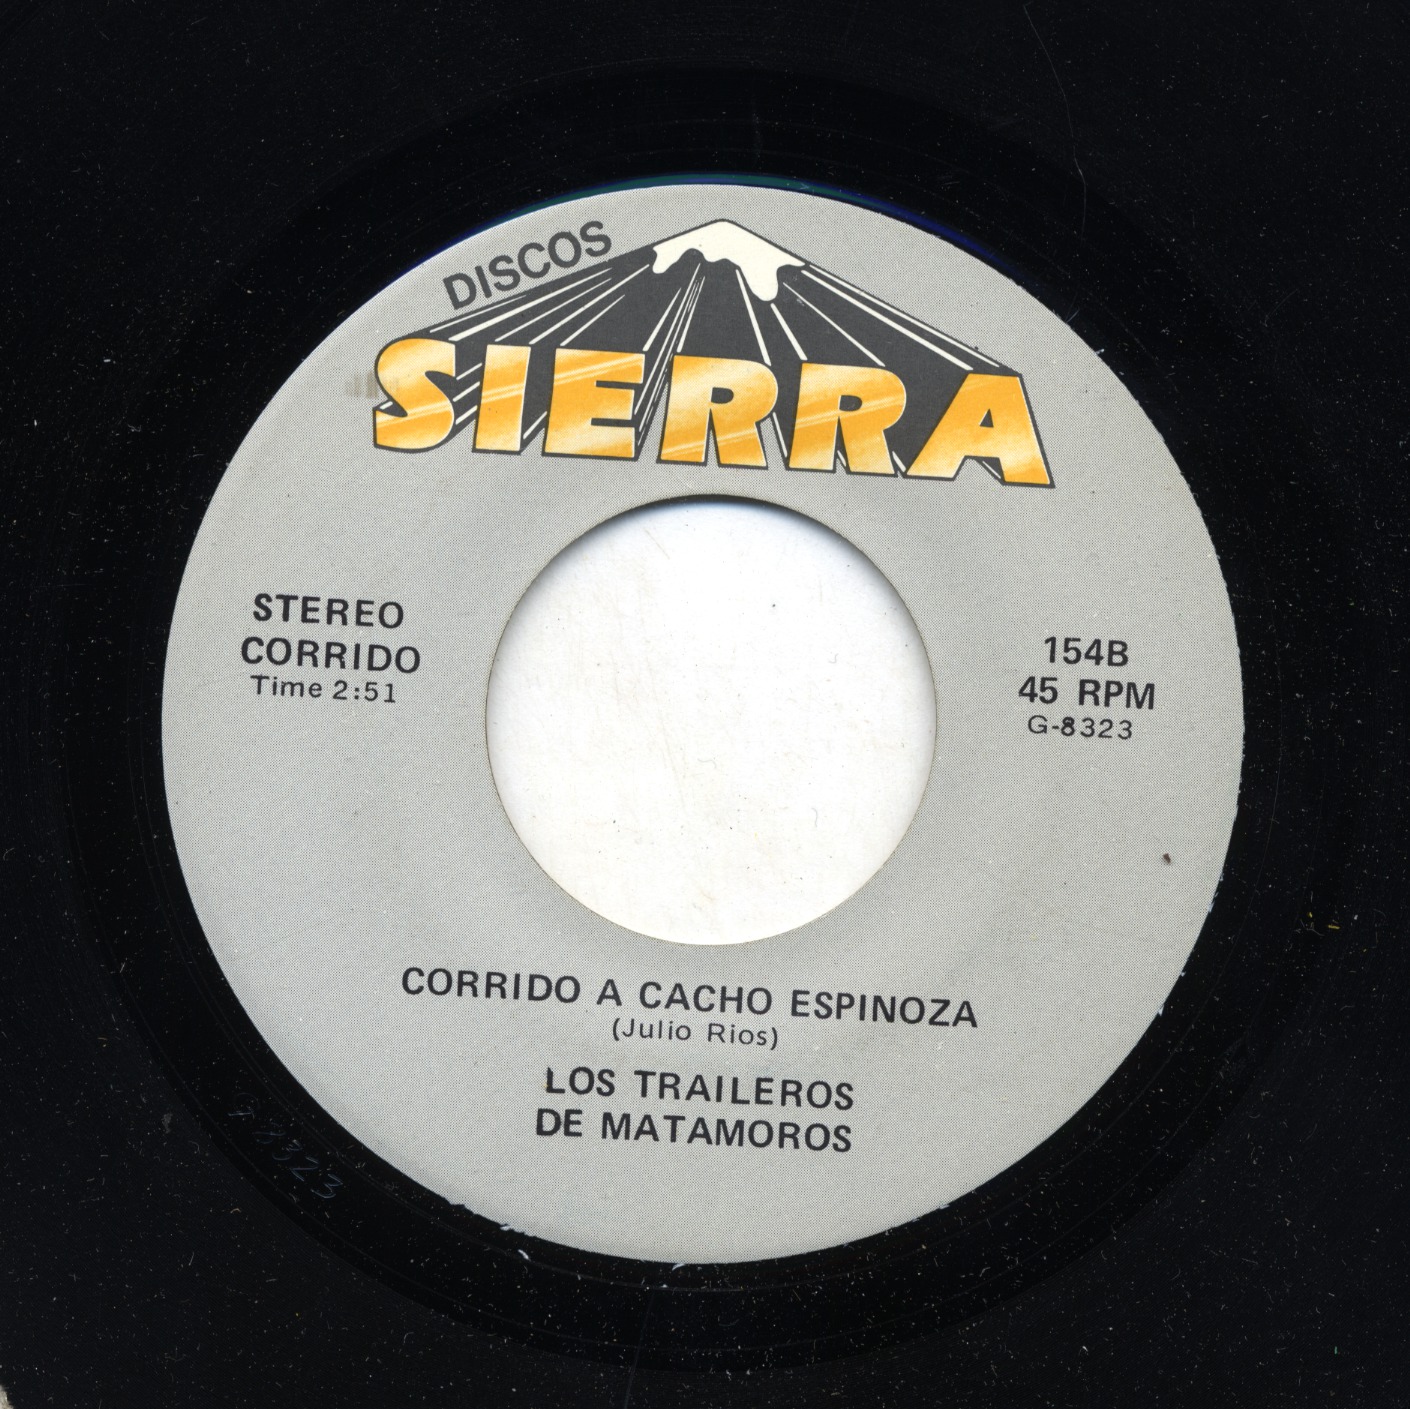 DISCOS
SIERRA
STEREO
CORRIDO
Time 2:51
154B
45 RPM
G-8323
CORRIDO A CACHO ESPINOZA
(Julio Rios)
LOS TRAILEROS
DE MATAMOROS
8323